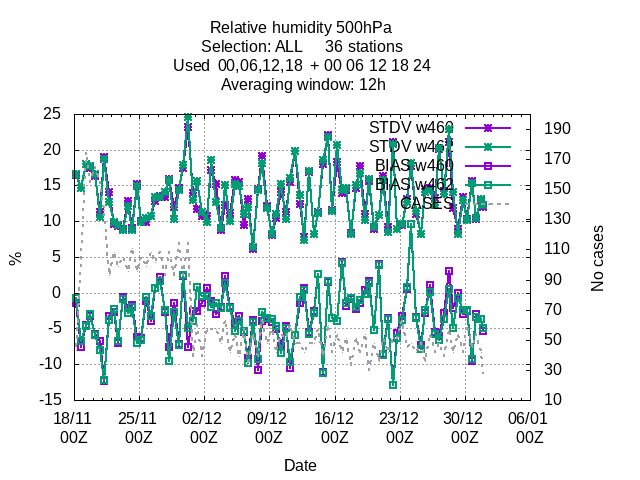 Relative humidity 500hPa
Selection: ALL 36 stations
Used 00,06,12,18 + 00 06 12 18 24
Averaging window: 12h
25
20
15
10
5
0
-5
-10
-15
190
170
150
130
110
90
70
50
30
10
STDV w460
STDV w462
BIAS w460
BIAS w462
CASES
%
No cases
18/11 25/11 02/12 09/12 16/12 23/12 30/12 06/01
00Z 00Z 00Z 00Z 00Z 00Z 00Z 00Z
Date